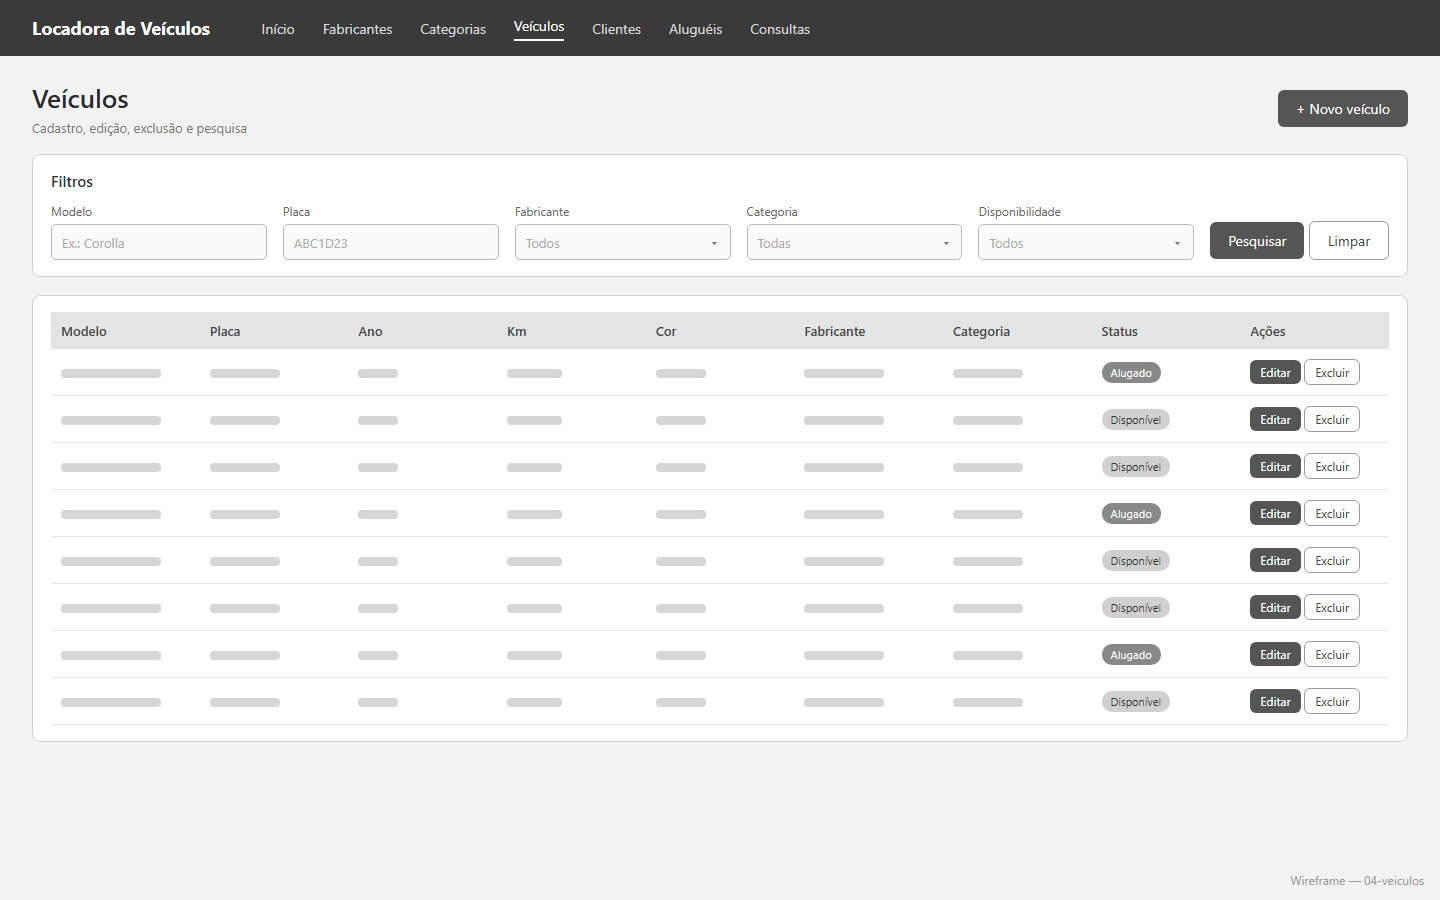 Locadora de Veículos Início Fabricantes Categorias Veículos Clientes Aluguéis Consultas
Veículos
Cadastro, edição, exclusão e pesquisa
+ Novo veículo
Filtros
Modelo Placa Fabricante Categoria Disponibilidade
Ex.: Corolla ABC1D23 Todos Todas Todos Pesquisar Limpar
Modelo Placa Ano Km Cor Fabricante Categoria Status Ações
Alugado Editar Excluir
Disponível Editar Excluir
Disponível Editar Excluir
Alugado Editar Excluir
Disponível Editar Excluir
Disponível Editar Excluir
Alugado Editar Excluir
Disponível Editar Excluir
Wireframe — 04-veiculos